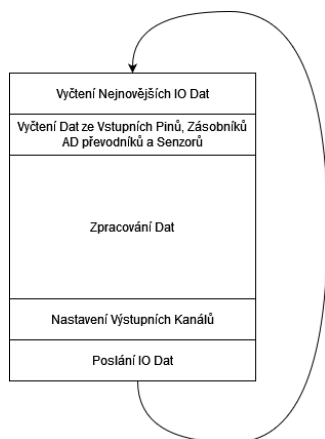 Vyčtení Nejnovějších IO Dat
Vyčtení Dat ze Vstupních Pinů, Zásobníků
AD převodníků a Senzorů
Zpracování Dat
Nastavení Výstupních Kanálů
Poslání IO Dat